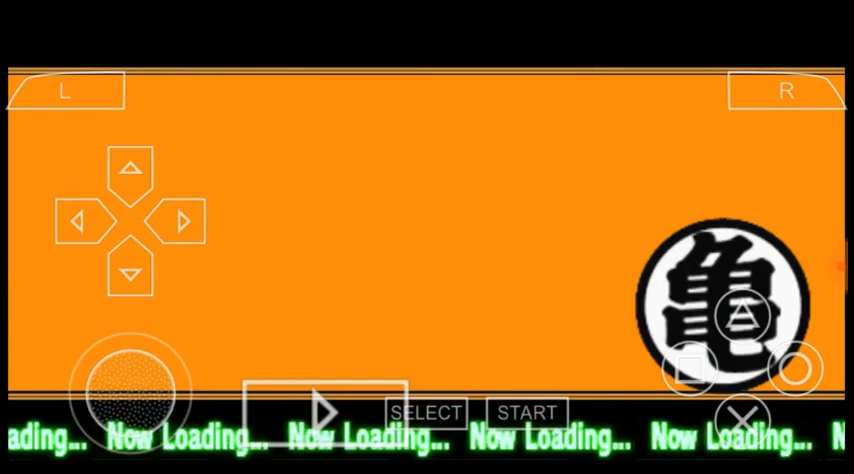 L
R
亀
SELECT
START
ading... Now Loading... Now Loading... Now Loading... Now Loading... N